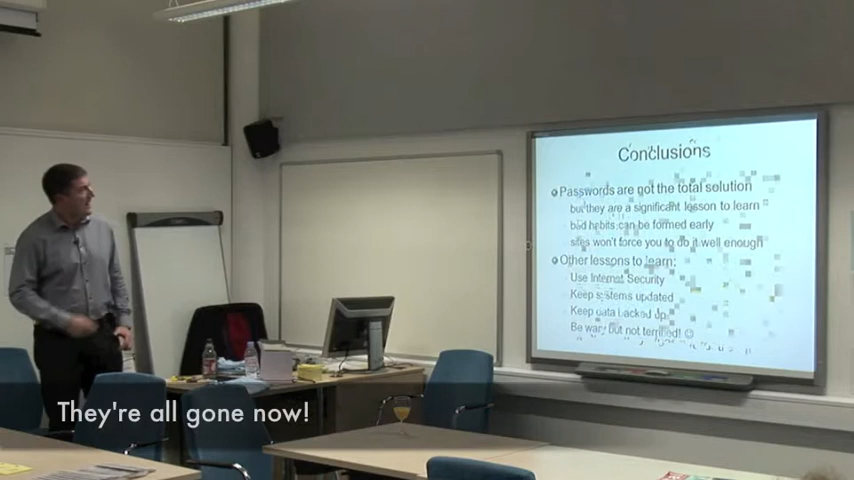 Conclusions
Passwords are not the total solution
but they are a significant lesson to learn
bad habits can be formed early
sites won't force you to do it well enough
Other lessons to learn:
Use Internet Security
Keep systems updated
Keep data backed up
Be wary but not terrified! ☺
They're all gone now!